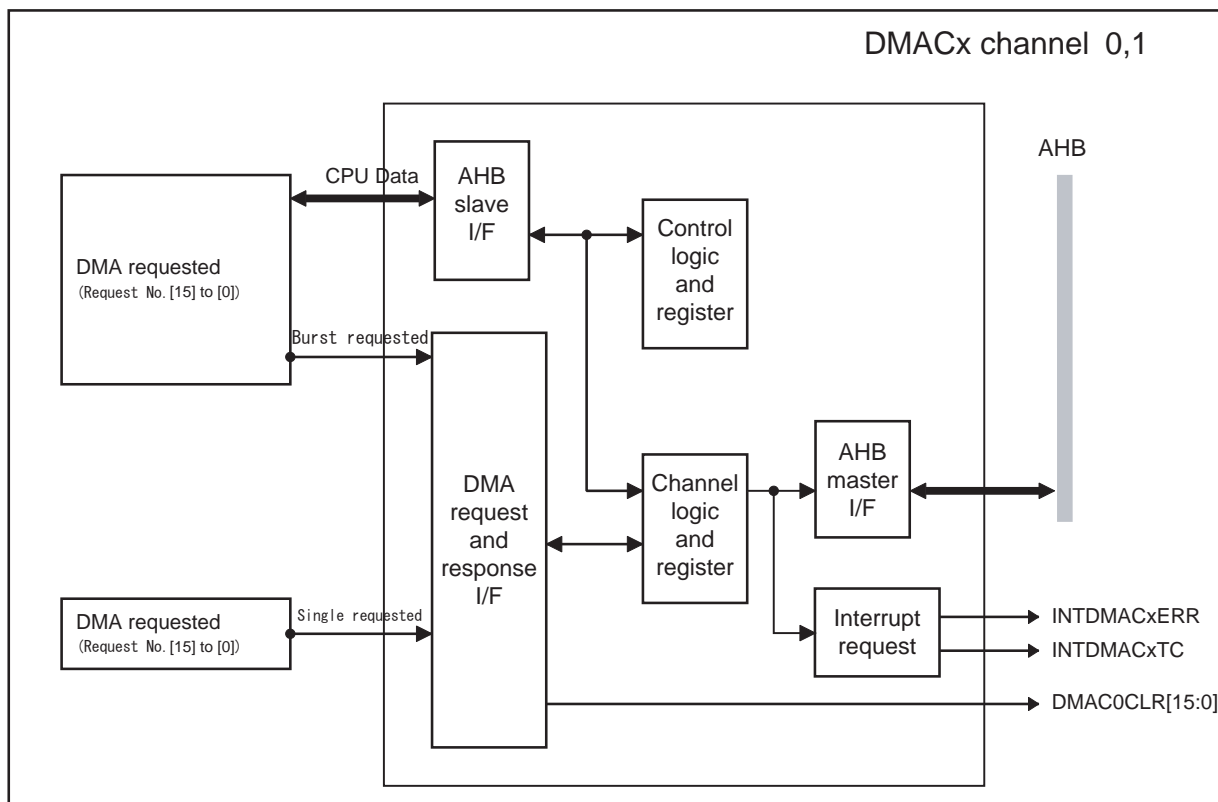 DMACx channel 0,1
AHB
CPU Data
AHB
slave
I/F
Control
logic
and
register
DMA requested
(Request No. [15] to [0])
Burst requested
DMA
request
and
response
I/F
Channel
logic
and
register
AHB
master
I/F
DMA requested
(Request No. [15] to [0])
Single requested
Interrupt
request
INTDMACxERR
INTDMACxTC
DMAC0CLR[15:0]